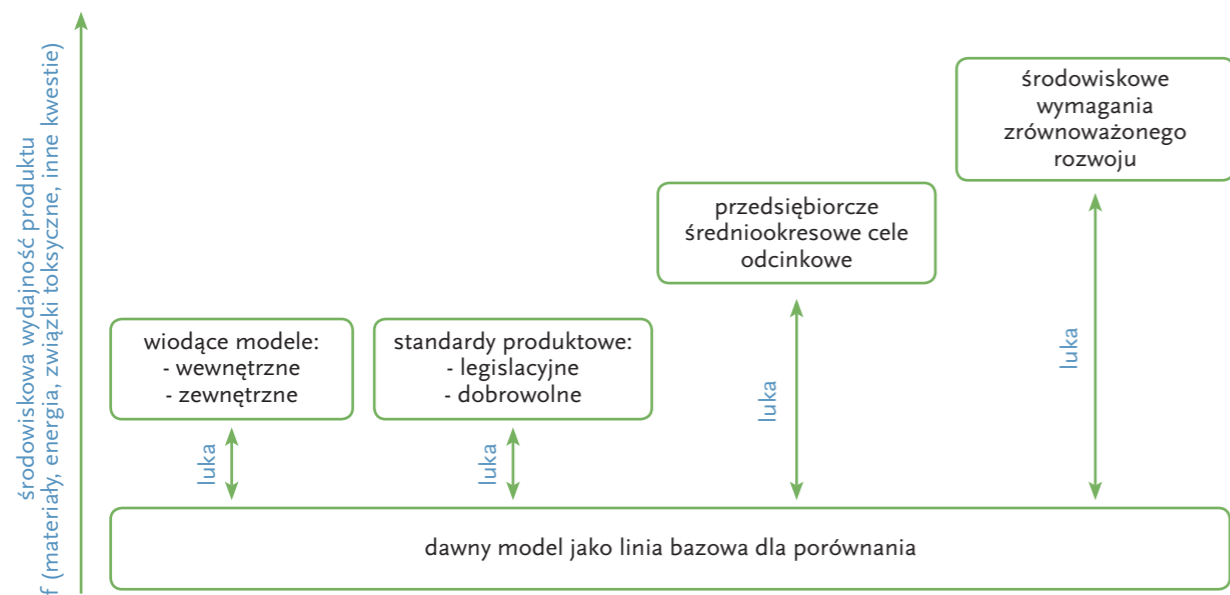 środowiskowa wydajność produktu
f (materiały, energia, związki toksyczne, inne kwestie)
środowiskowe
wymagania
zrównoważonego
rozwoju
przedsiębiorcze
średniookresowe cele
odcinkowe
wiodące modele:
- wewnętrzne
- zewnętrzne
standardy produktowe:
- legislacyjne
- dobrowolne
luka
luka
luka
luka
dawny model jako linia bazowa dla porównania